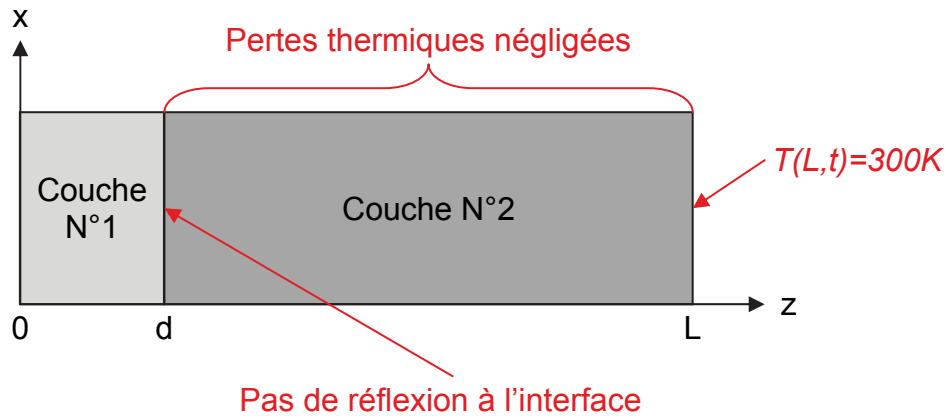 x
Pertes thermiques négligées
T(L,t)=300K
Couche
N°1
Couche N°2
0
d
L
z
Pas de réflexion à l’interface